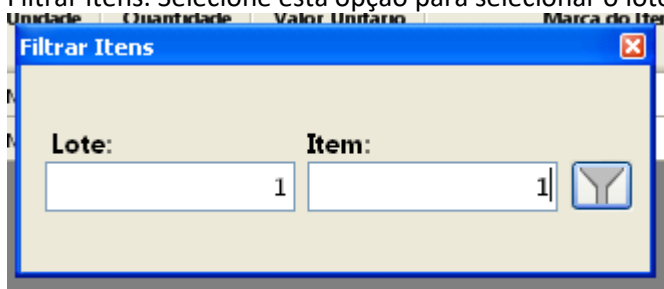 Filtrar Itens: Selecione esta opção para selecionar o lote
Unidade Quantidade Valor Unitário Marca do Ite
Filtrar Itens
Lote: Item:
1 1